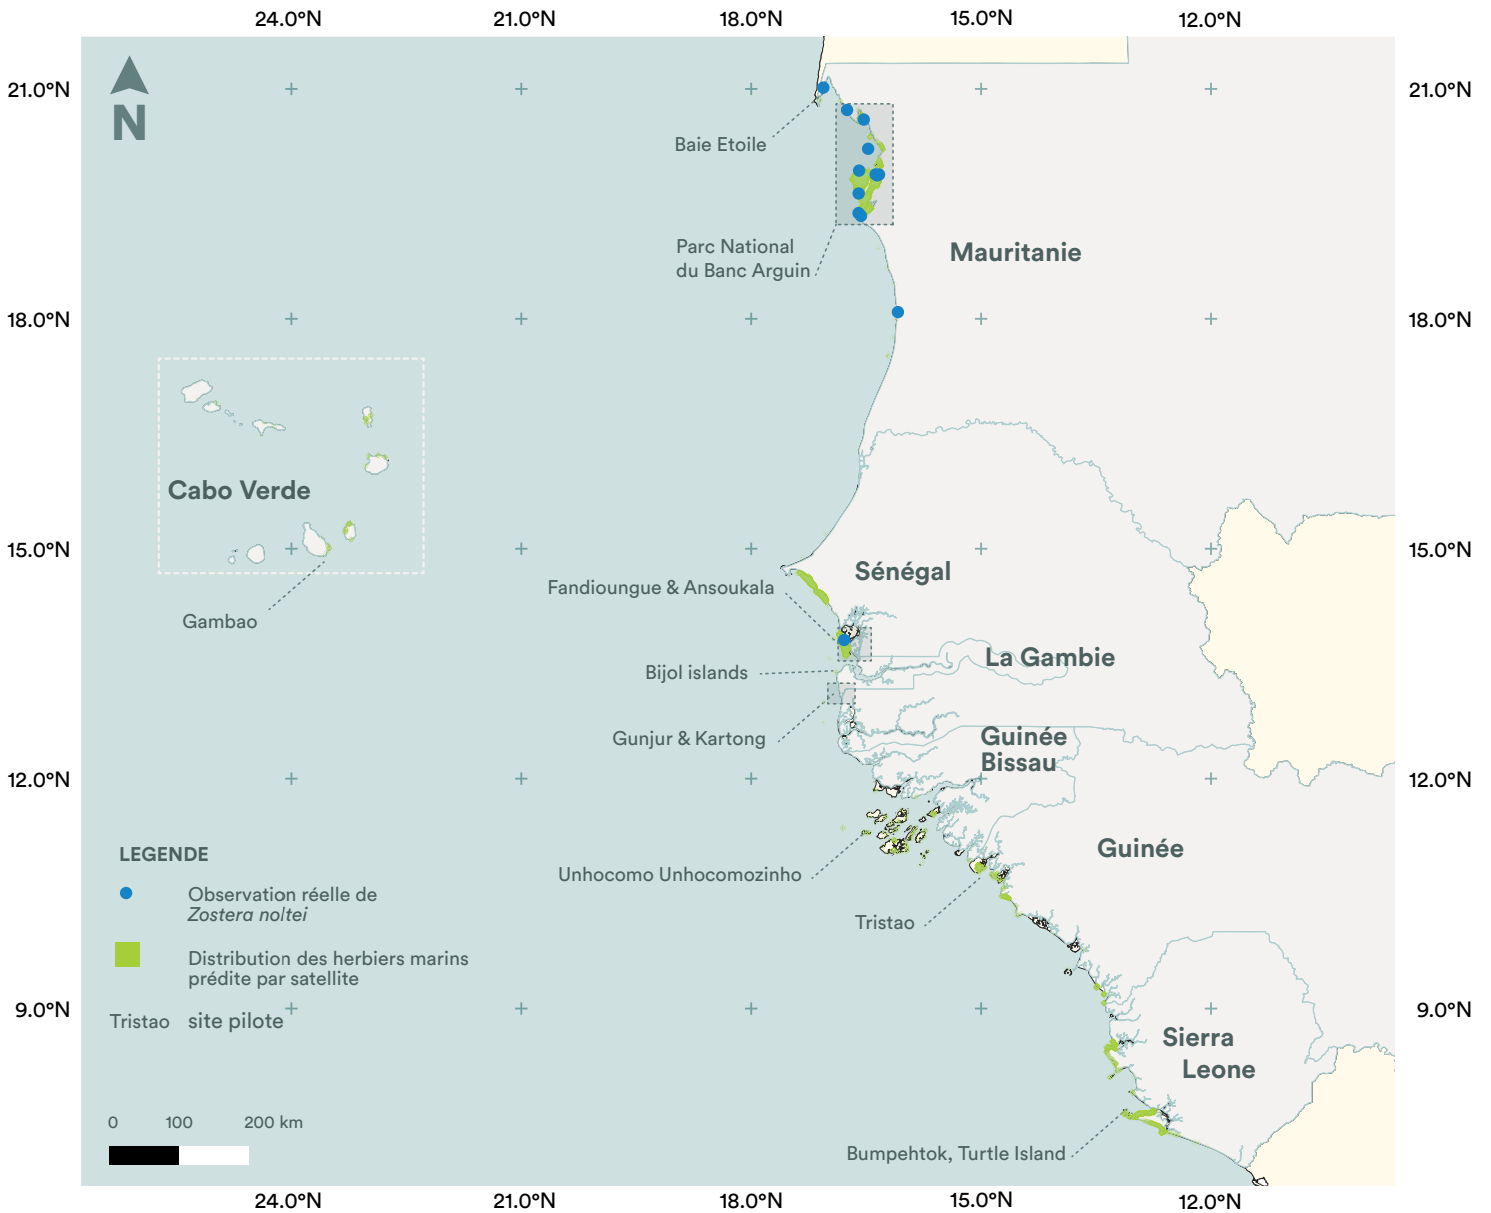 24.0°N 21.0°N 18.0°N 15.0°N 12.0°N
21.0°N 21.0°N
N
Baie Etoile
Parc National
du Banc Arguin
Mauritanie
18.0°N 18.0°N
Cabo Verde
15.0°N 15.0°N
Sénégal
Fandioungue & Ansoukala
Gambao
La Gambie
Bijol islands
Gunjur & Kartong
Guinée
Bissau
12.0°N 12.0°N
Guinée
LEGENDE
Unhocomo Unhocomozinho
Observation réelle de
Zostera noltei
Tristao
Distribution des herbiers marins
prédite par satellite
9.0°N 9.0°N
Tristao site pilote
Sierra
Leone
0 100 200 km
Bumpehtok, Turtle Island
24.0°N 21.0°N 18.0°N 15.0°N 12.0°N